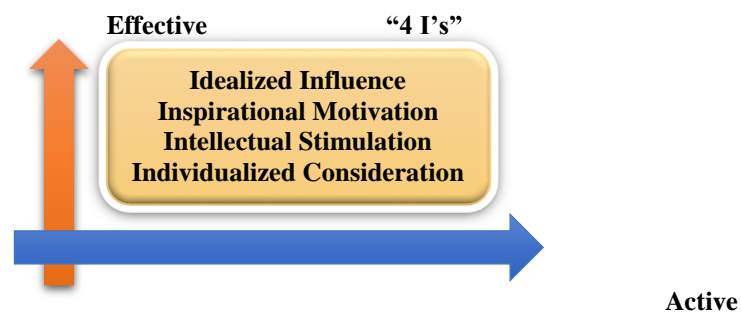 Effective “4 I’s”
Idealized Influence
Inspirational Motivation
Intellectual Stimulation
Individualized Consideration
Active